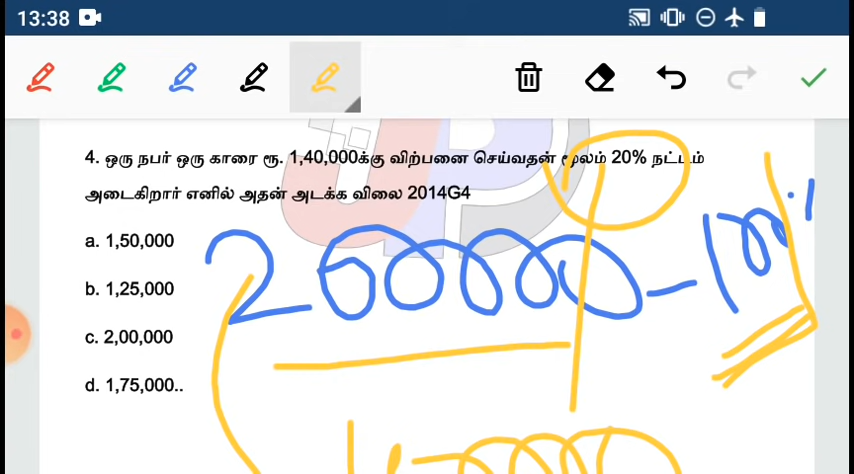 13:38
4. ஒரு நபர் ஒரு காரை ரூ. 1,40,000க்கு விற்பனை செய்வதன் மூலம் 20% நட்டம்
அடைகிறார் எனில் அதன் அடக்க விலை 2014G4
a. 1,50,000
b. 1,25,000
c. 2,00,000
d. 1,75,000..